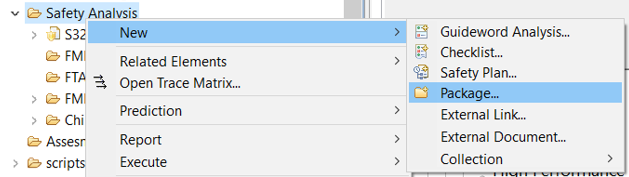 Safety Analysis
S32
FMI
FTA
FMI
Chi
Assesm
scripts
New
Related Elements
Open Trace Matrix...
Prediction
Report
Execute
Guideword Analysis...
Checklist...
Safety Plan...
Package...
External Link...
External Document...
Collection
High Performance